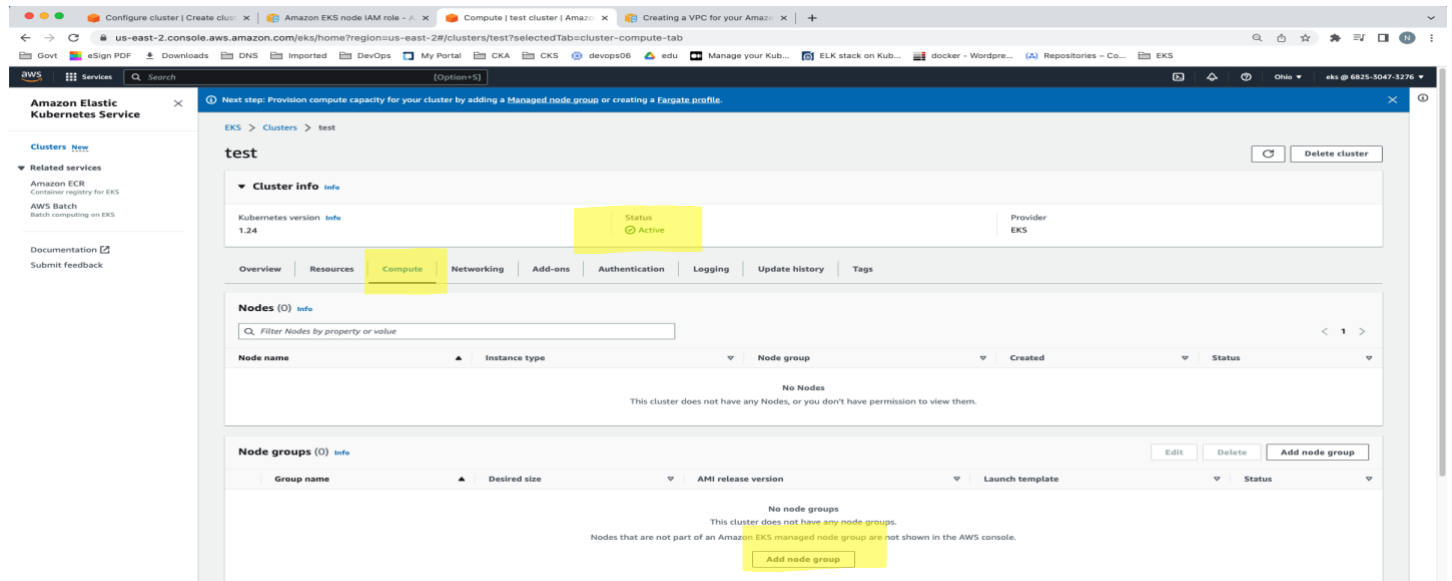 Configure cluster | Create clust
Amazon EKS node IAM role - A
Compute | test cluster | Amazo
Creating a VPC for your Amazo
us-east-2.console.aws.amazon.com/eks/home?region=us-east-2#/clusters/test?selectedTab=cluster-compute-tab
Govt eSign PDF Downloads DNS Imported DevOps My Portal CKA CKS devops06 edu Manage your Kub... ELK stack on Kub... docker - Wordpre... (A) Repositories – Co... EKS
aws Services Search [Option+S] Ohio eks @ 6825-3047-3276
Amazon Elastic
Kubernetes Service
Clusters New
Related services
Amazon ECR
Container registry for EKS
AWS Batch
Batch computing on EKS
Documentation
Submit feedback
Next step: Provision compute capacity for your cluster by adding a Managed node group or creating a Fargate profile.
EKS > Clusters > test
test
Delete cluster
Cluster info Info
Kubernetes version Info
1.24
Status
Active
Provider
EKS
Overview Resources Compute Networking Add-ons Authentication Logging Update history Tags
Nodes (0) Info
Filter Nodes by property or value
< 1 >
Node name Instance type Node group Created Status
No Nodes
This cluster does not have any Nodes, or you don't have permission to view them.
Node groups (0) Info
Edit Delete Add node group
Group name Desired size AMI release version Launch template Status
No node groups
This cluster does not have any node groups.
Nodes that are not part of an Amazon EKS managed node group are not shown in the AWS console.
Add node group